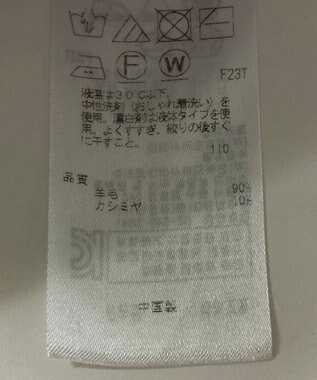 F W
F23T
液温は30℃以下。
中性洗剤(おしゃれ着洗い)を
使用。漂白剤は液体タイプを使
用。よくすすぎ、絞りの後すぐ
に干すこと。
110
品質
羊毛 90%
カシミヤ 10%
中国製